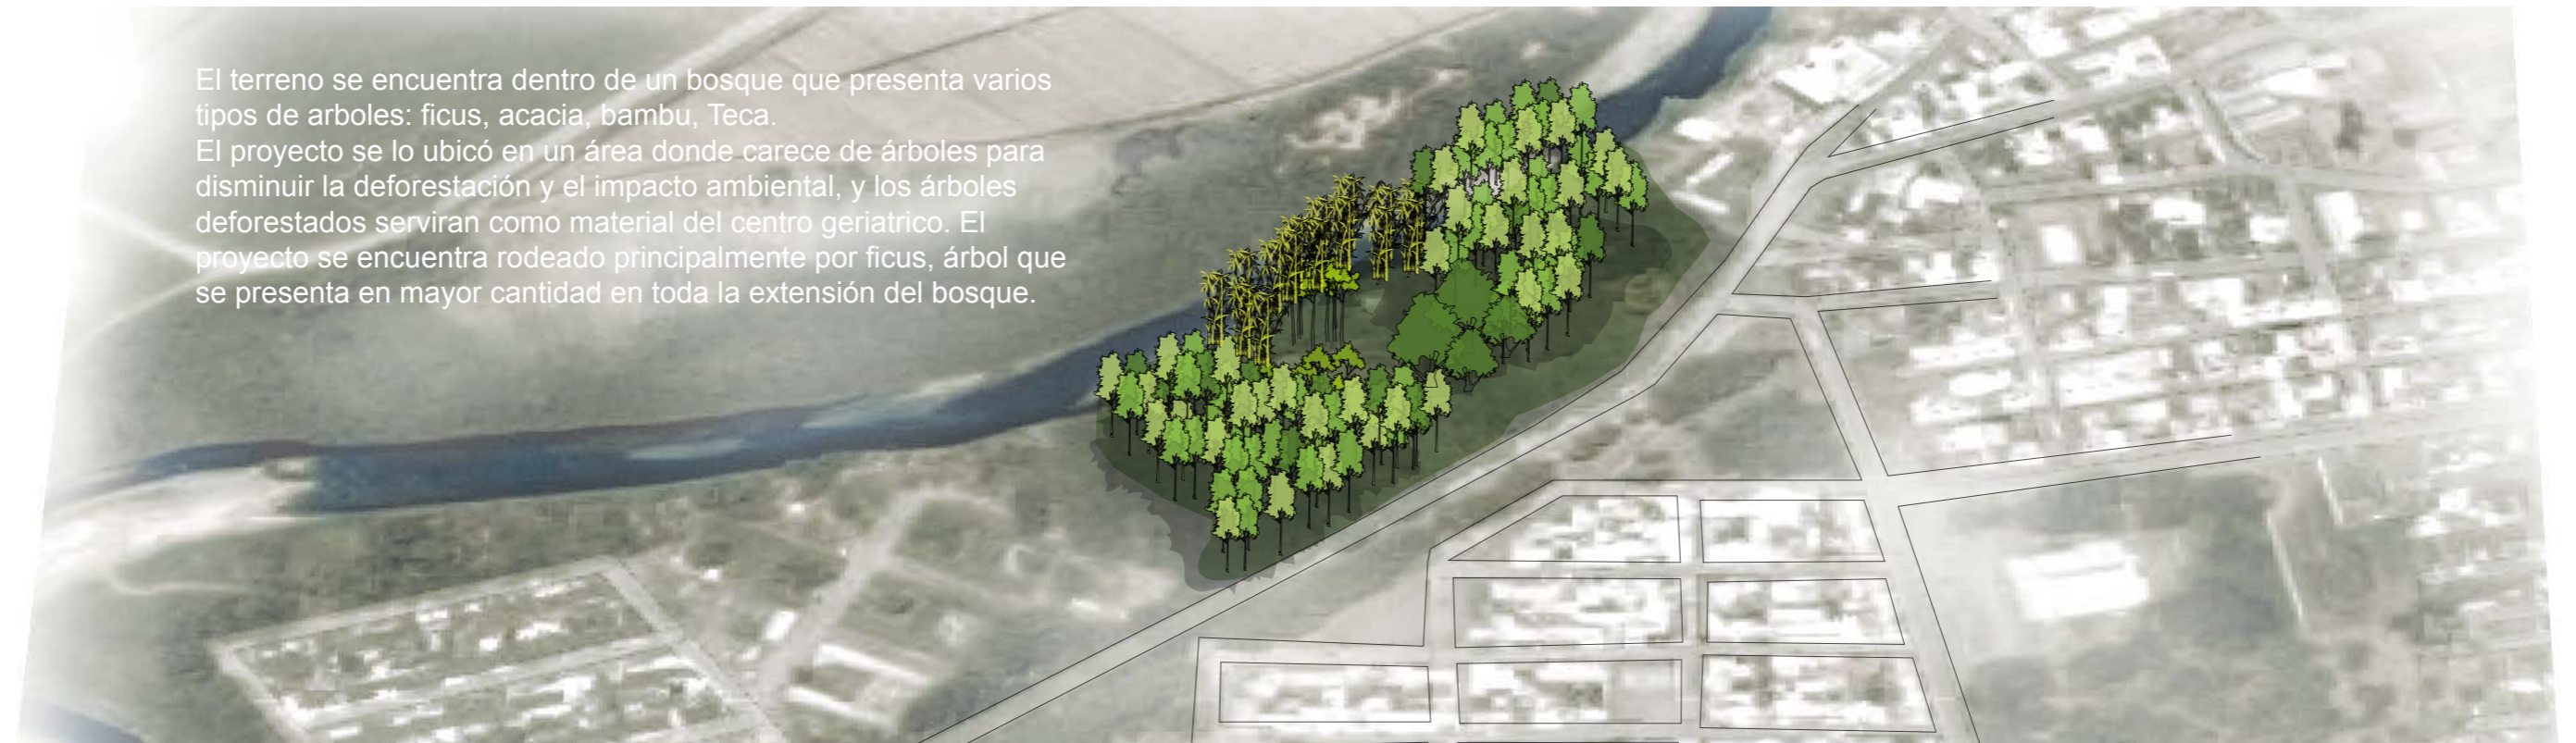 El terreno se encuentra dentro de un bosque que presenta varios
tipos de arboles: ficus, acacia, bambu, Teca.
El proyecto se lo ubicó en un área donde carece de árboles para
disminuir la deforestación y el impacto ambiental, y los árboles
deforestados serviran como material del centro geriatrico. El
proyecto se encuentra rodeado principalmente por ficus, árbol que
se presenta en mayor cantidad en toda la extensión del bosque.